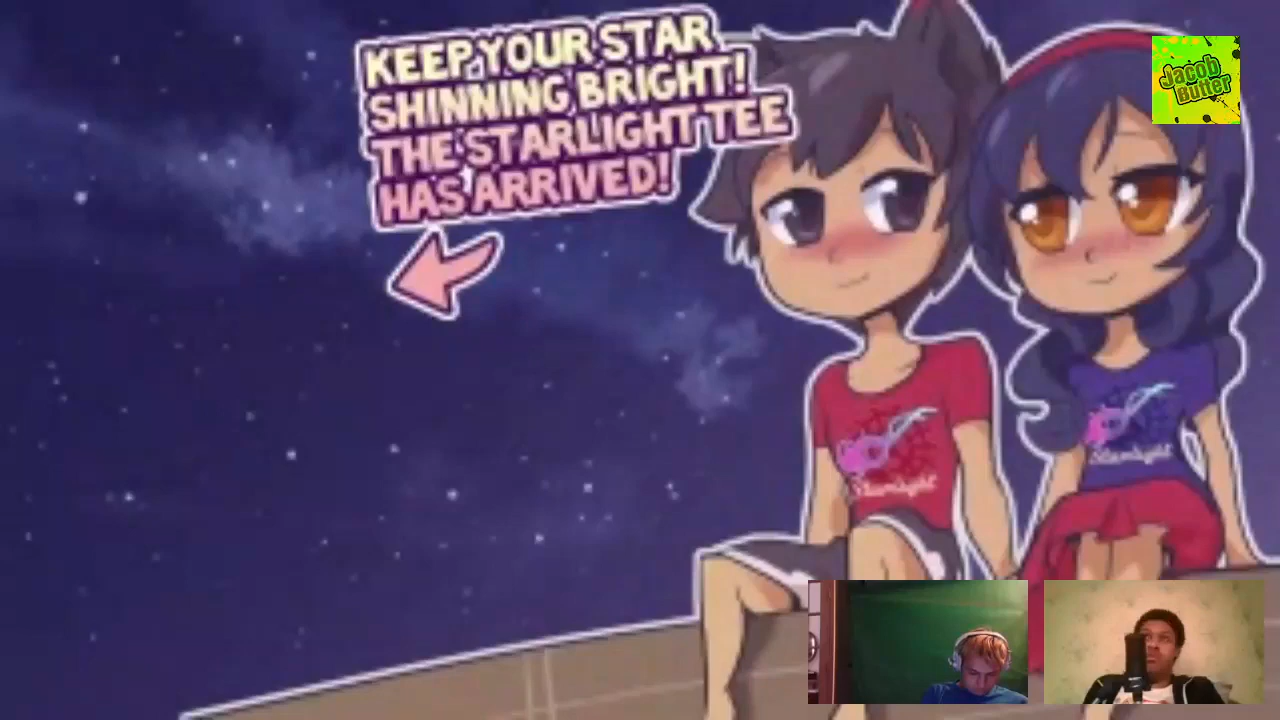 KEEP YOUR STAR
SHINNING BRIGHT!
THE STARLIGHT TEE
HAS ARRIVED!
Jacob
Butter
Starlight
Starlight